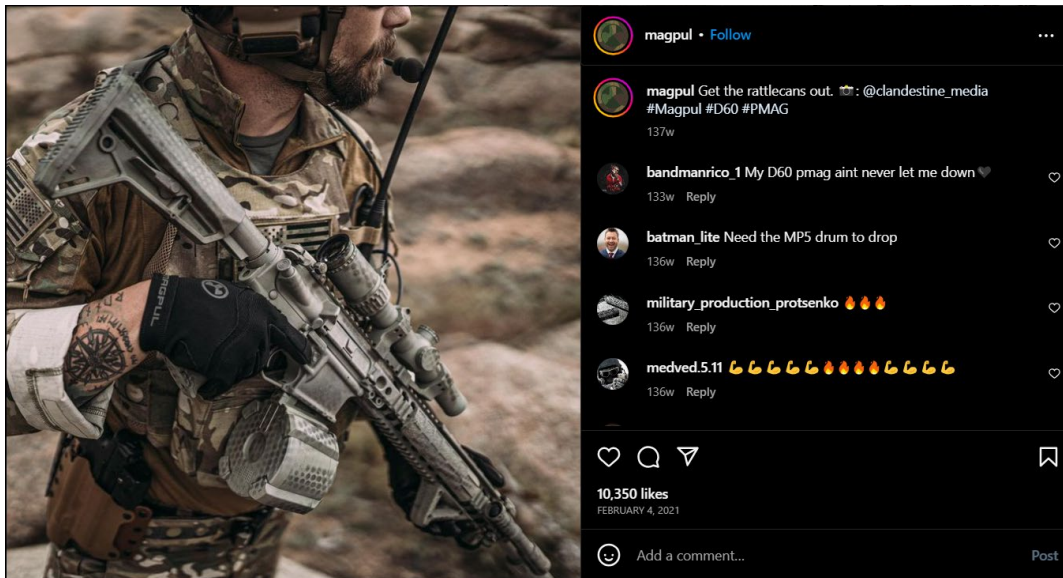 MAGPUL
magpul • Follow
magpul Get the rattlecans out. 📸: @clandestine_media
#Magpul #D60 #PMAG
137w
bandmanrico_1 My D60 pmag aint never let me down🖤
133w Reply
batman_lite Need the MP5 drum to drop
136w Reply
military_production_protsenko 🔥🔥🔥
136w Reply
medved.5.11 💪💪💪💪💪🔥🔥🔥🔥💪💪💪💪
136w Reply
10,350 likes
FEBRUARY 4, 2021
Add a comment...
Post